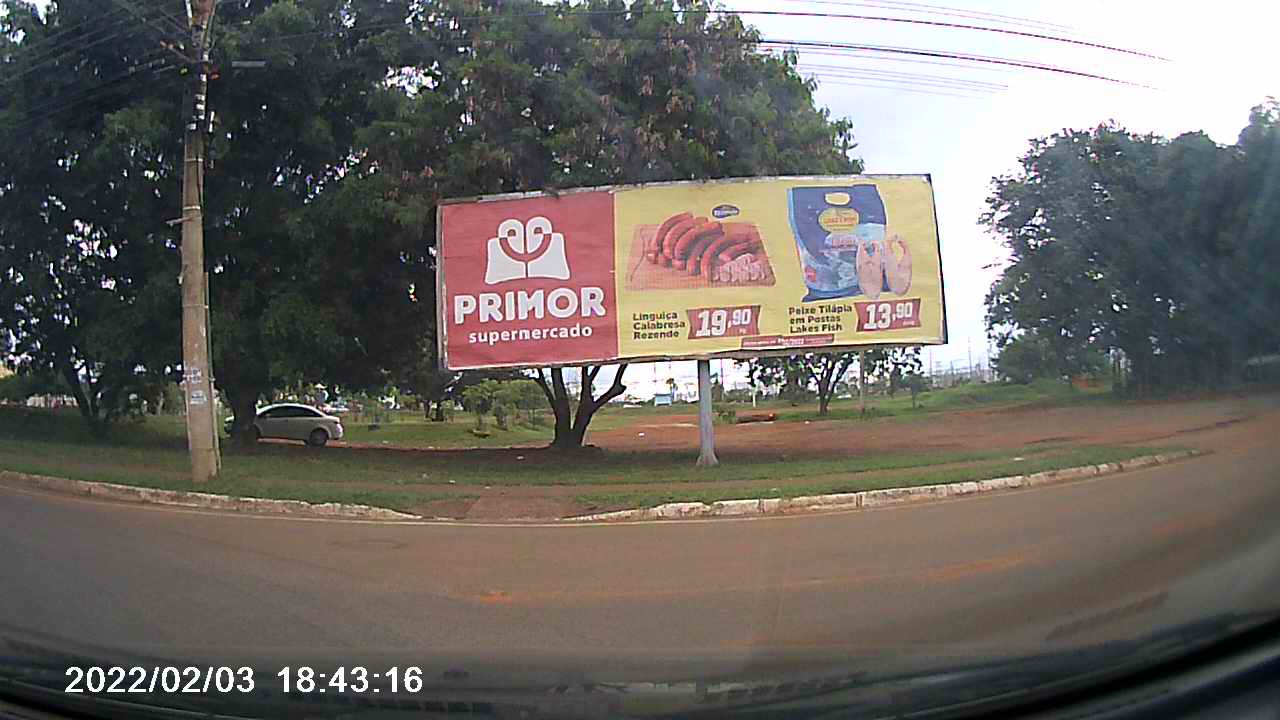 PRIMOR
supermercado
Linguiça
Calabresa
Rezende
19,90
Peixe Tilápia
em Postas
Lakes Fish
13,90
2022/02/03 18:43:16